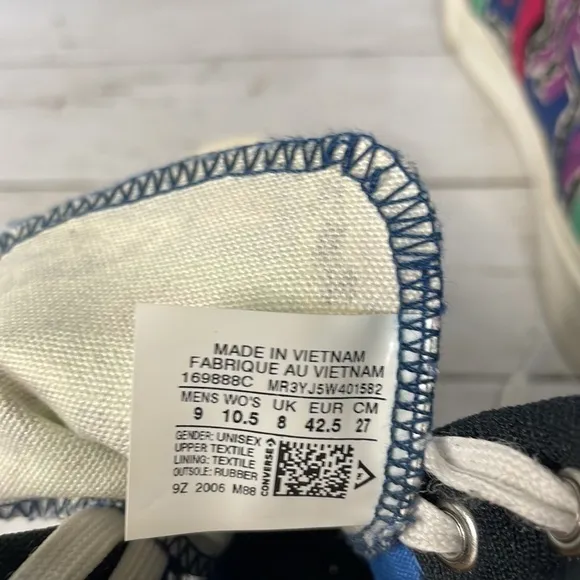 MADE IN VIETNAM
FABRIQUE AU VIETNAM
169888C MR3YJ5W401582
MENS WO'S UK EUR CM
9 10.5 8 42.5 27
GENDER: UNISEX
UPPER: TEXTILE
LINING: TEXTILE
OUTSOLE: RUBBER
9Z 2006 M88
CONVERSE